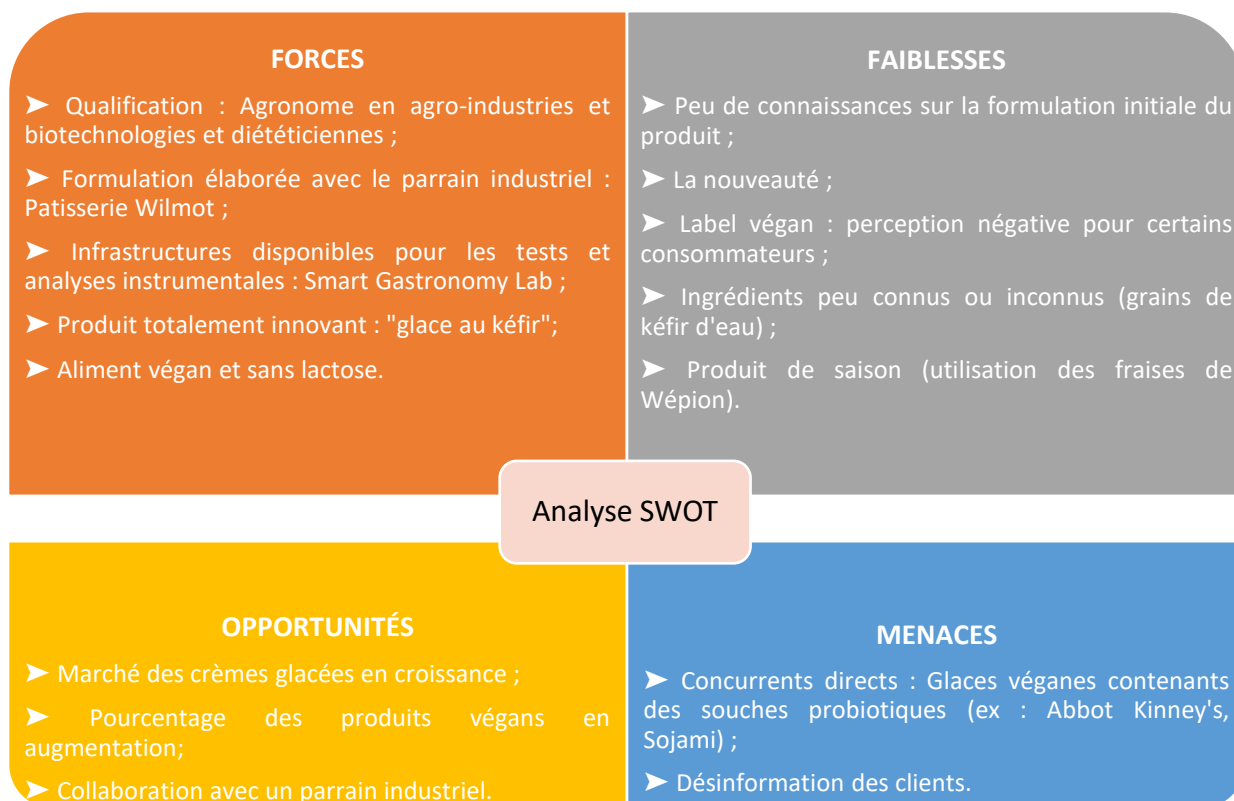 FORCES
➤ Qualification : Agronome en agro-industries et
biotechnologies et diététiciennes ;
➤ Formulation élaborée avec le parrain industriel :
Patisserie Wilmot ;
➤ Infrastructures disponibles pour les tests et
analyses instrumentales : Smart Gastronomy Lab ;
➤ Produit totalement innovant : "glace au kéfir";
➤ Aliment végan et sans lactose.
FAIBLESSES
➤ Peu de connaissances sur la formulation initiale du
produit ;
➤ La nouveauté ;
➤ Label végan : perception négative pour certains
consommateurs ;
➤ Ingrédients peu connus ou inconnus (grains de
kéfir d'eau) ;
➤ Produit de saison (utilisation des fraises de
Wépion).
Analyse SWOT
OPPORTUNITÉS
➤ Marché des crèmes glacées en croissance ;
➤ Pourcentage des produits végans en
augmentation;
➤ Collaboration avec un parrain industriel.
MENACES
➤ Concurrents directs : Glaces véganes contenants
des souches probiotiques (ex : Abbot Kinney's,
Sojami) ;
➤ Désinformation des clients.